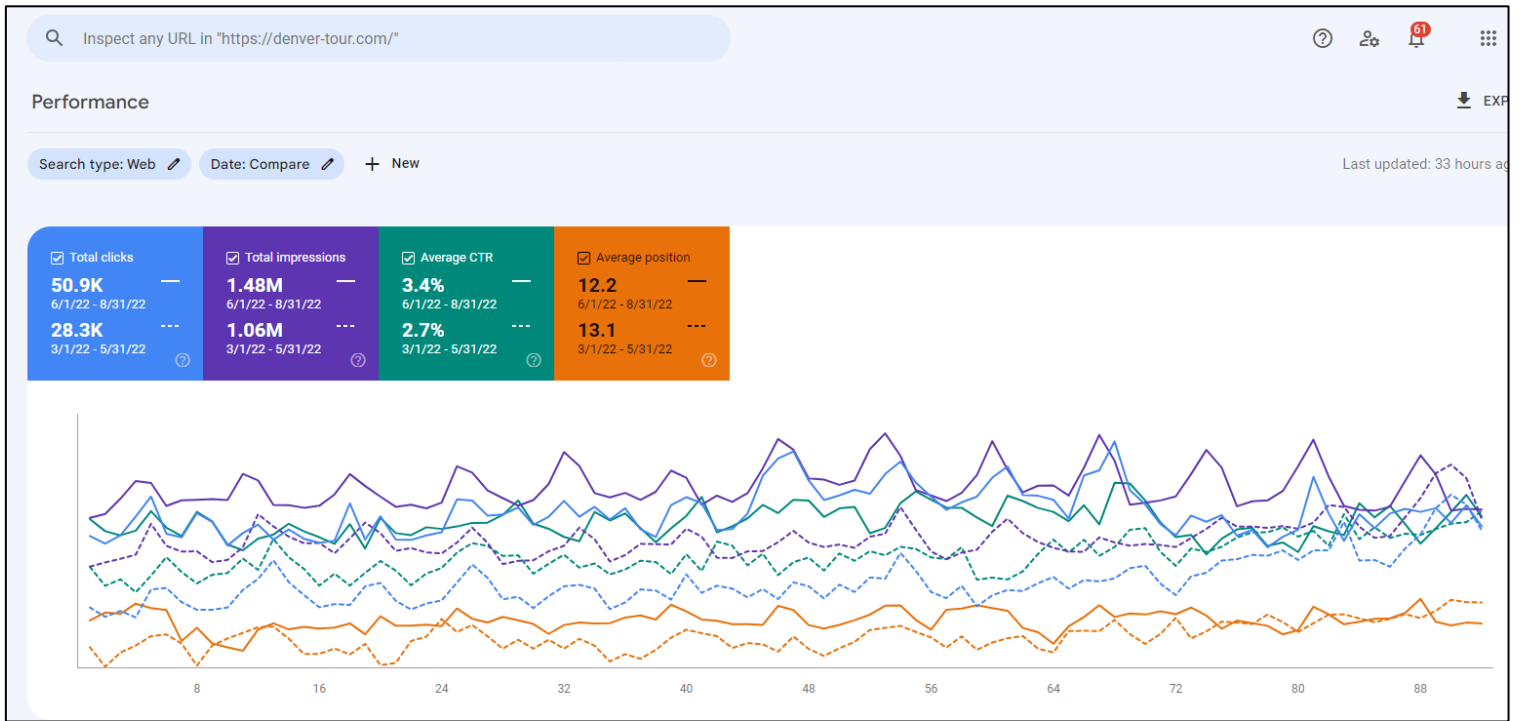 Inspect any URL in "https://denver-tour.com/"
61
Performance
EXP
Search type: Web
Date: Compare
+ New
Last updated: 33 hours ag
Total clicks
50.9K
6/1/22 - 8/31/22
28.3K
3/1/22 - 5/31/22
Total impressions
1.48M
6/1/22 - 8/31/22
1.06M
3/1/22 - 5/31/22
Average CTR
3.4%
6/1/22 - 8/31/22
2.7%
3/1/22 - 5/31/22
Average position
12.2
6/1/22 - 8/31/22
13.1
3/1/22 - 5/31/22
8 16 24 32 40 48 56 64 72 80 88